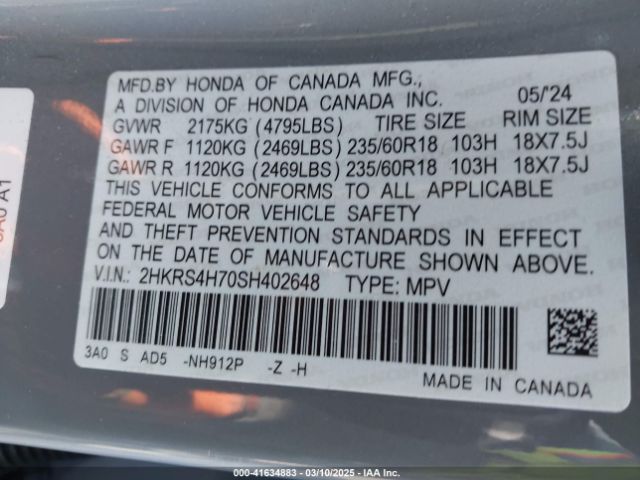 MFD.BY HONDA OF CANADA MFG.,
A DIVISION OF HONDA CANADA INC. 05/'24
GVWR 2175KG (4795LBS) TIRE SIZE RIM SIZE
GAWR F 1120KG (2469LBS) 235/60R18 103H 18X7.5J
GAWR R 1120KG (2469LBS) 235/60R18 103H 18X7.5J
THIS VEHICLE CONFORMS TO ALL APPLICABLE
FEDERAL MOTOR VEHICLE SAFETY
AND THEFT PREVENTION STANDARDS IN EFFECT
ON THE DATE OF MANUFACTURE SHOWN ABOVE.
V.I.N.: 2HKRS4H70SH402648 TYPE: MPV
3A0 S AD5 -NH912P -Z -H
MADE IN CANADA
000-41634883 — 03/10/2025 — IAA Inc.